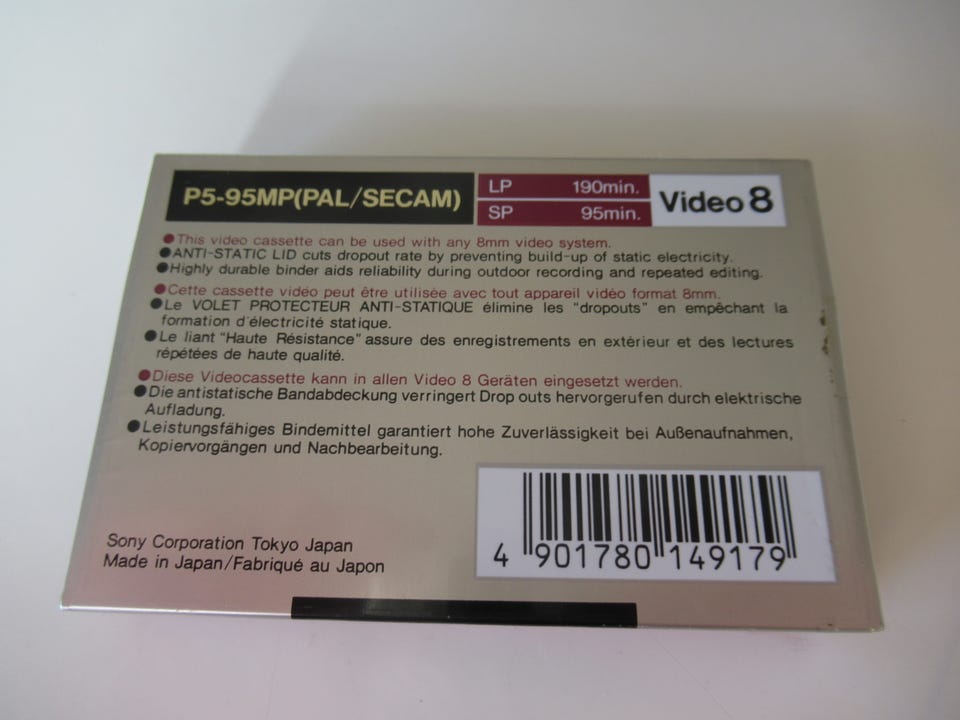 P5-95MP(PAL/SECAM)
LP 190min.
SP 95min.
Video 8
●This video cassette can be used with any 8mm video system.
●ANTI-STATIC LID cuts dropout rate by preventing build-up of static electricity.
●Highly durable binder aids reliability during outdoor recording and repeated editing.
●Cette cassette vidéo peut être utilisée avec tout appareil vidéo format 8mm.
●Le VOLET PROTECTEUR ANTI-STATIQUE élimine les "dropouts" en empêchant la
formation d'électricité statique.
●Le liant "Haute Résistance" assure des enregistrements en extérieur et des lectures
répétées de haute qualité.
●Diese Videocassette kann in allen Video 8 Geräten eingesetzt werden.
●Die antistatische Bandabdeckung verringert Drop outs hervorgerufen durch elektrische
Aufladung.
●Leistungsfähiges Bindemittel garantiert hohe Zuverlässigkeit bei Außenaufnahmen,
Kopiervorgängen und Nachbearbeitung.
Sony Corporation Tokyo Japan
Made in Japan/Fabriqué au Japon
4 901780 149179